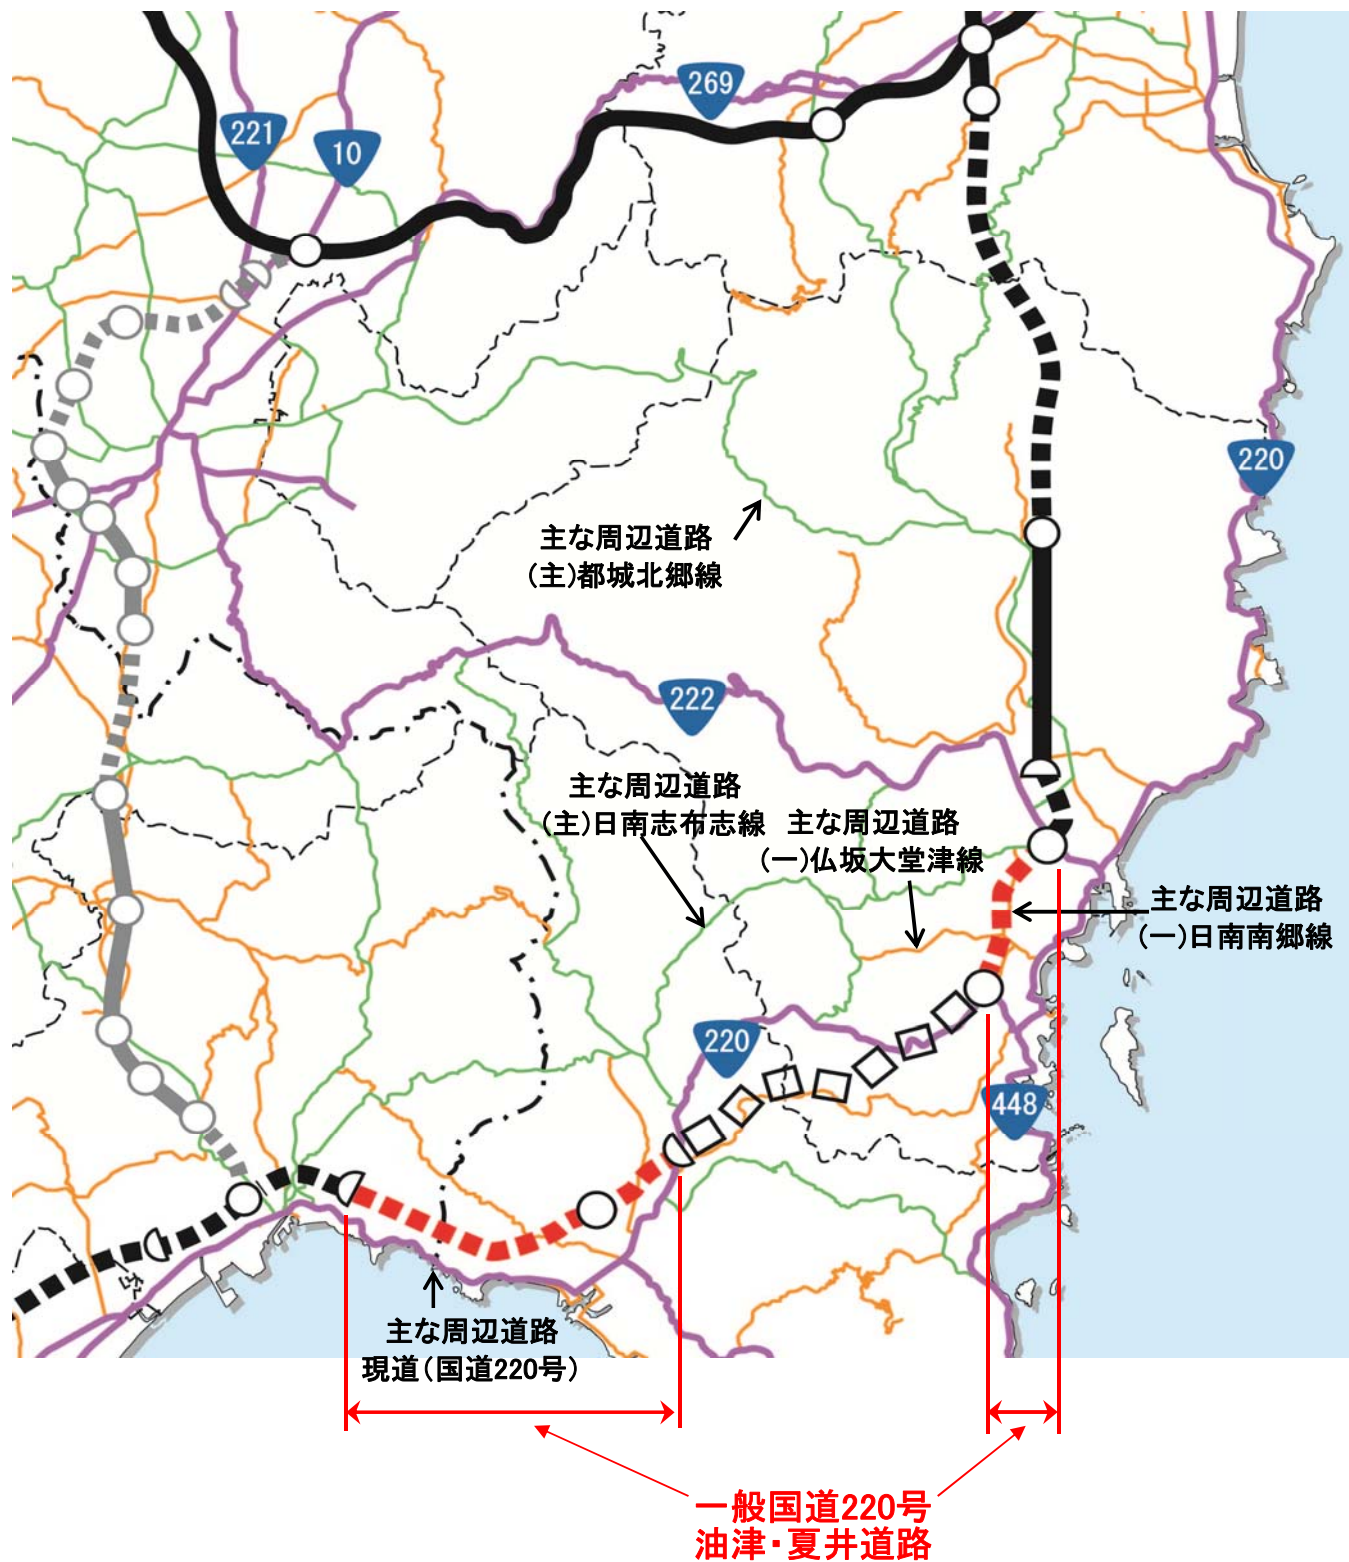 269
221
10
220
主な周辺道路
(主)都城北郷線
222
主な周辺道路
(主)日南志布志線
主な周辺道路
(一)仏坂大堂津線
主な周辺道路
(一)日南南郷線
220
448
主な周辺道路
現道(国道220号)
一般国道220号
油津・夏井道路